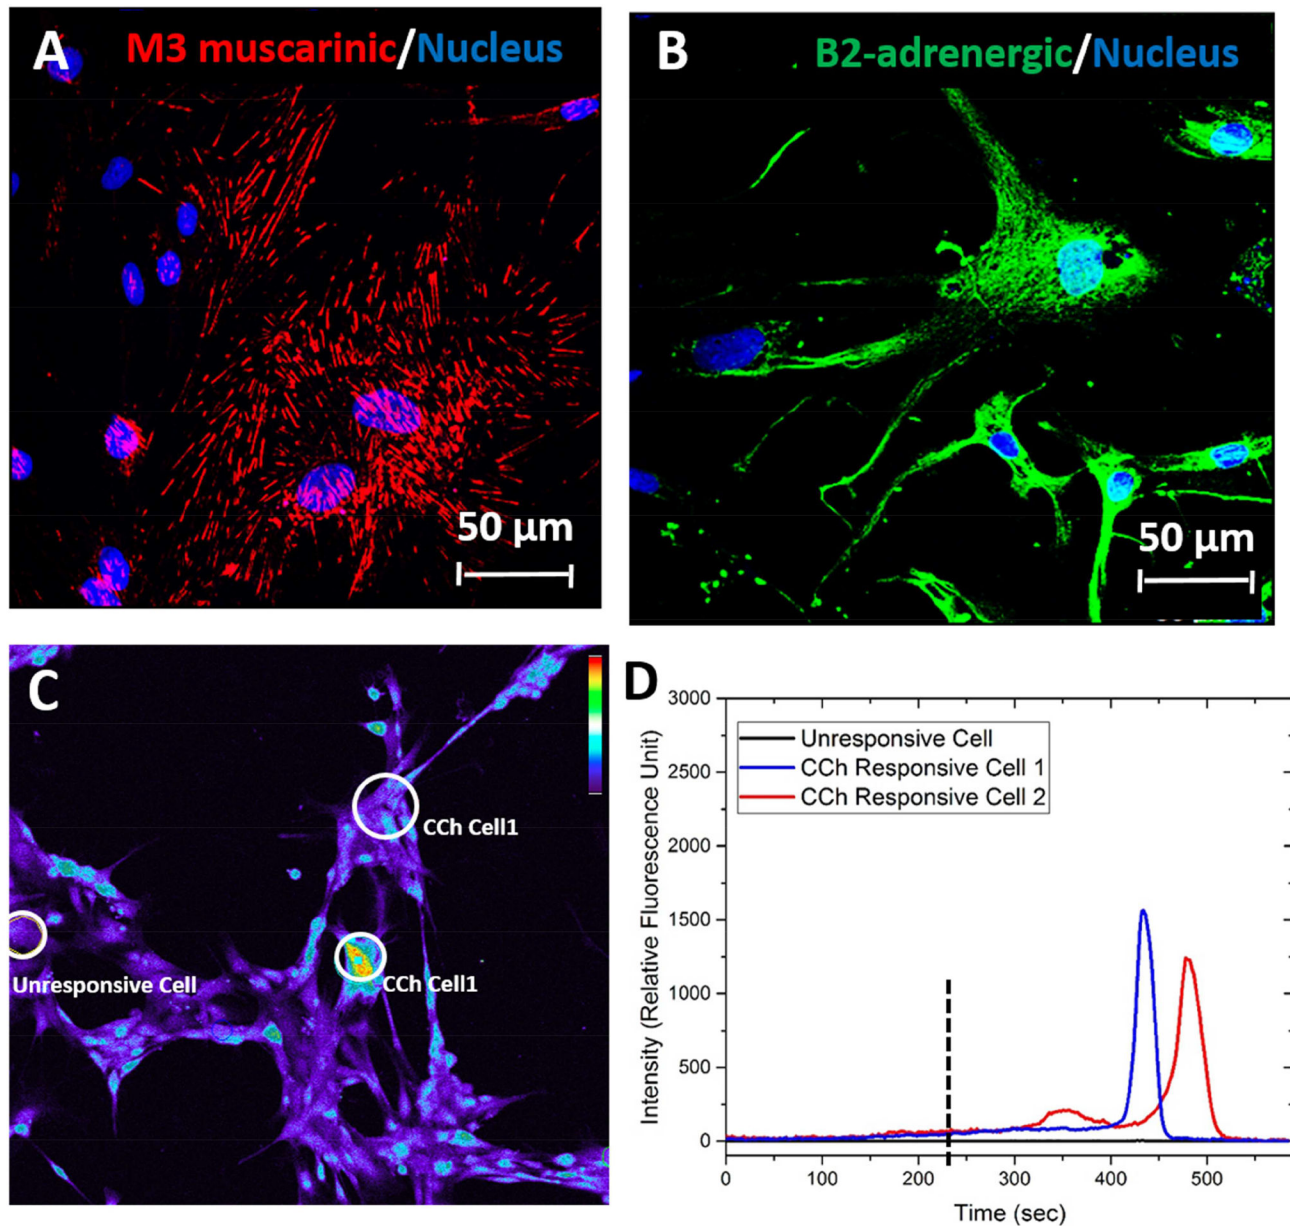 A
M3 muscarinic/Nucleus
50 µm
B
B2-adrenergic/Nucleus
50 µm
C
CCh Cell1
CCh Cell1
Unresponsive Cell
D
3000
2500
2000
1500
1000
500
0
Intensity (Relative Fluorescence Unit)
Unresponsive Cell
CCh Responsive Cell 1
CCh Responsive Cell 2
0 100 200 300 400 500
Time (sec)